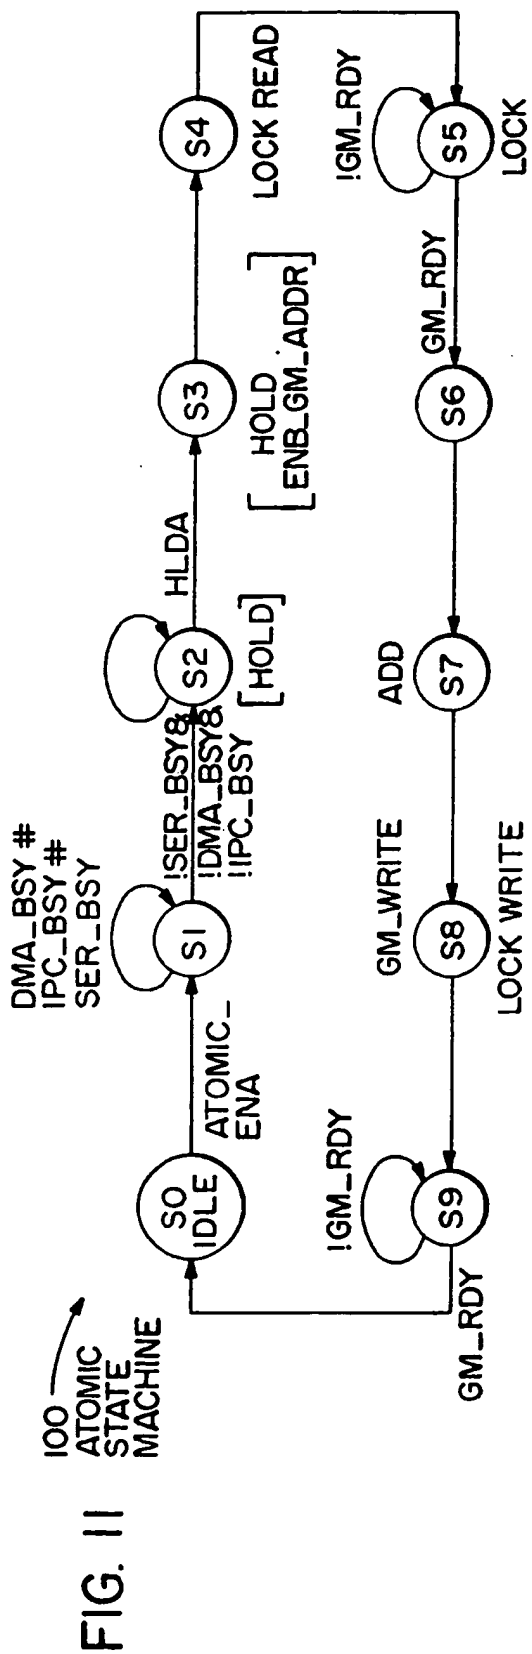 FIG. 11
100
ATOMIC
STATE
MACHINE
S0
IDLE
ATOMIC_
ENA
DMA_BSY #
IPC_BSY #
SER_BSY
S1
!SER_BSY&
!DMA_BSY&
!IPC_BSY
S2
[HOLD]
HLDA
S3
[HOLD
ENB_GM_ADDR]
S4
LOCK READ
!GM_RDY
S5
LOCK
GM_RDY
S6
ADD
S7
GM_WRITE
S8
LOCK WRITE
!GM_RDY
S9
GM_RDY